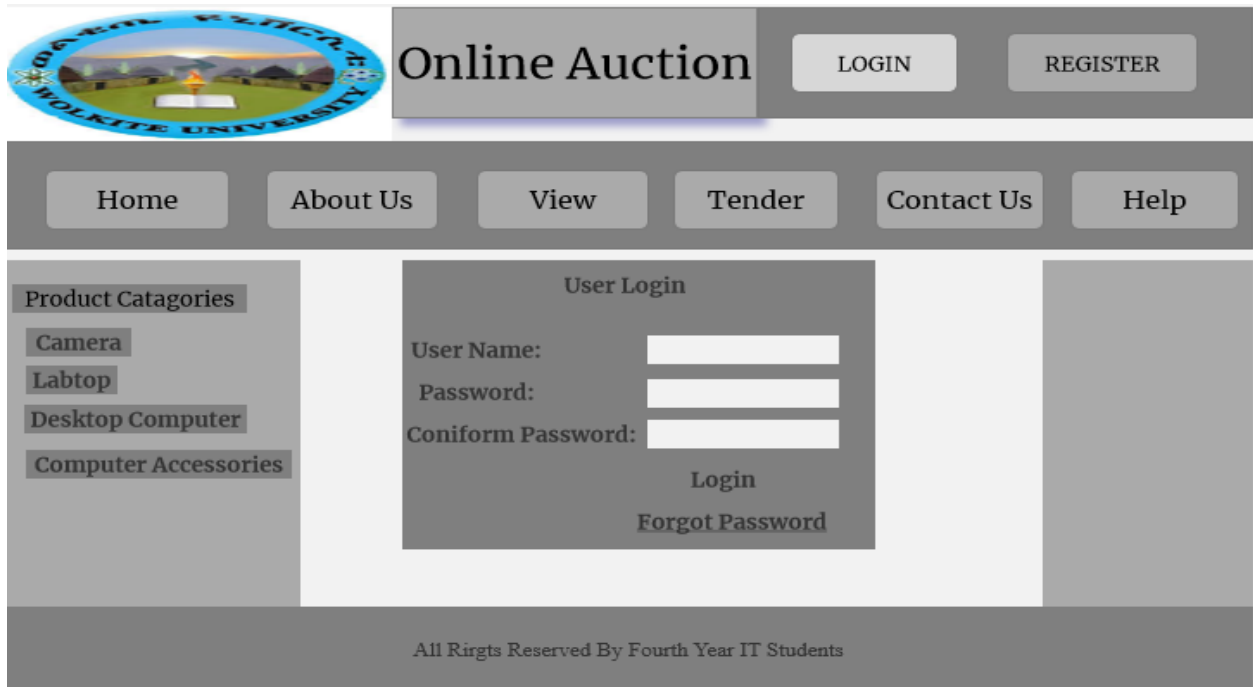 ወልቂጤ ዩኒቨርሲቲ
WOLKITE UNIVERSITY
Online Auction
LOGIN
REGISTER
Home
About Us
View
Tender
Contact Us
Help
Product Catagories
Camera
Labtop
Desktop Computer
Computer Accessories
User Login
User Name:
Password:
Coniform Password:
Login
Forgot Password
All Rirgts Reserved By Fourth Year IT Students